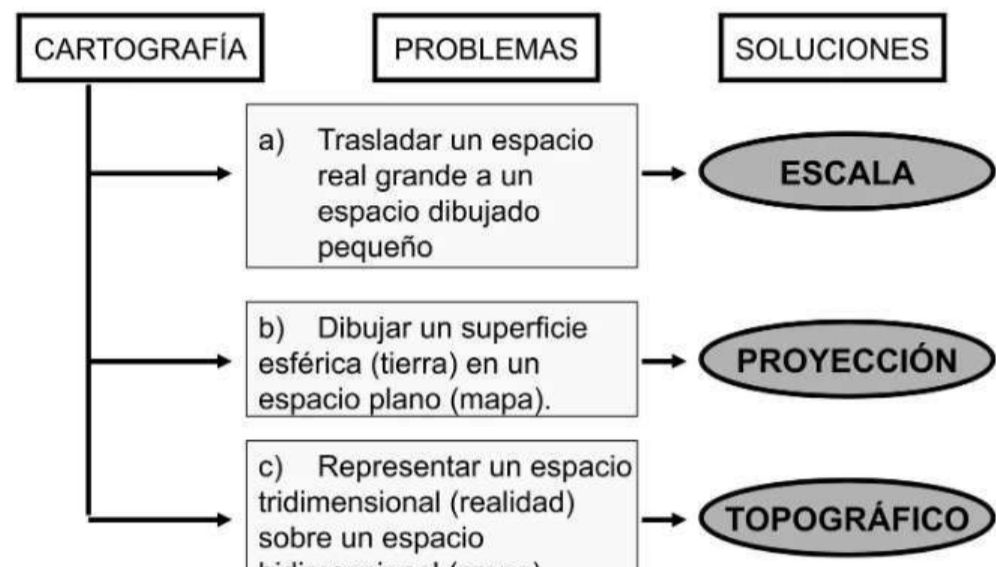 CARTOGRAFÍA
PROBLEMAS
SOLUCIONES
a) Trasladar un espacio
real grande a un
espacio dibujado
pequeño
ESCALA
b) Dibujar un superficie
esférica (tierra) en un
espacio plano (mapa).
PROYECCIÓN
c) Representar un espacio
tridimensional (realidad)
sobre un espacio
TOPOGRÁFICO